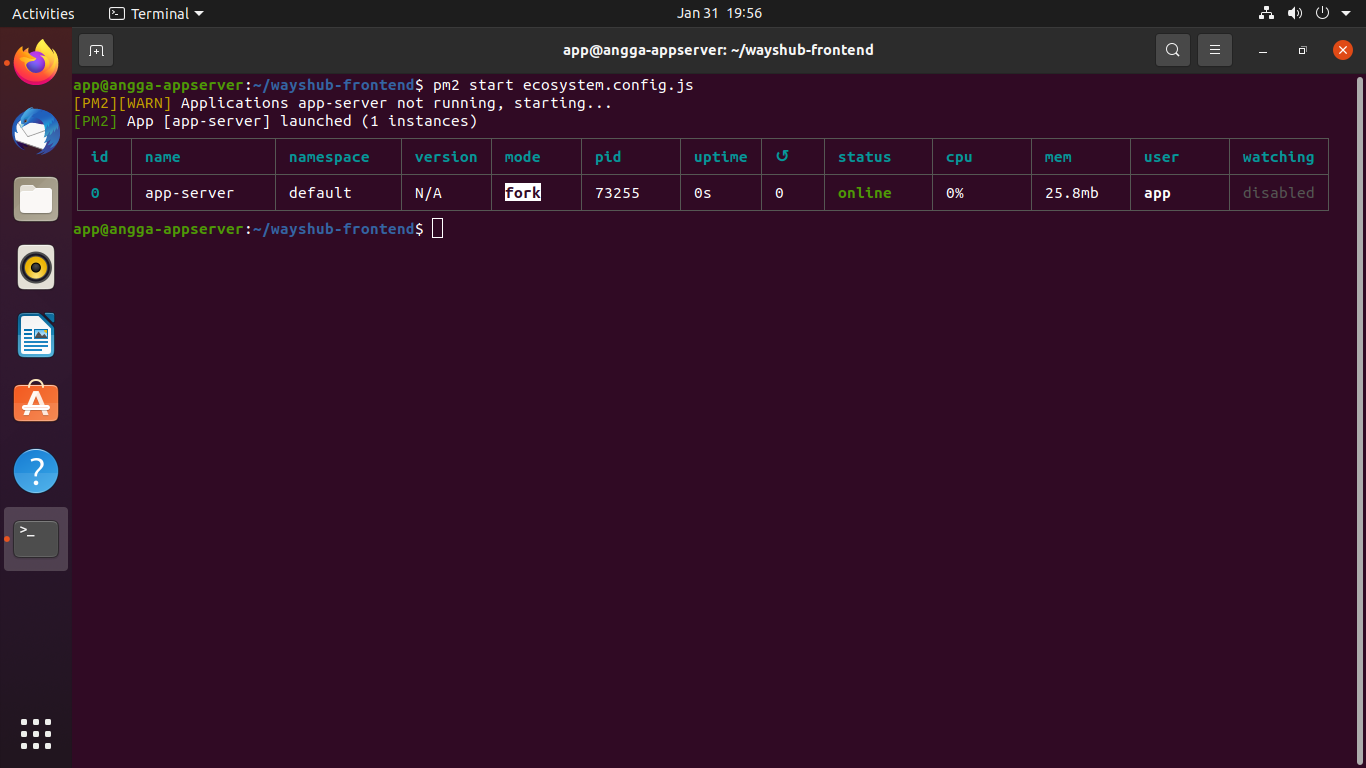 Activities Terminal Jan 31 19:56
app@angga-appserver: ~/wayshub-frontend
app@angga-appserver:~/wayshub-frontend$ pm2 start ecosystem.config.js
[PM2][WARN] Applications app-server not running, starting...
[PM2] App [app-server] launched (1 instances)
id name namespace version mode pid uptime ↺ status cpu mem user watching
0 app-server default N/A fork 73255 0s 0 online 0% 25.8mb app disabled
app@angga-appserver:~/wayshub-frontend$